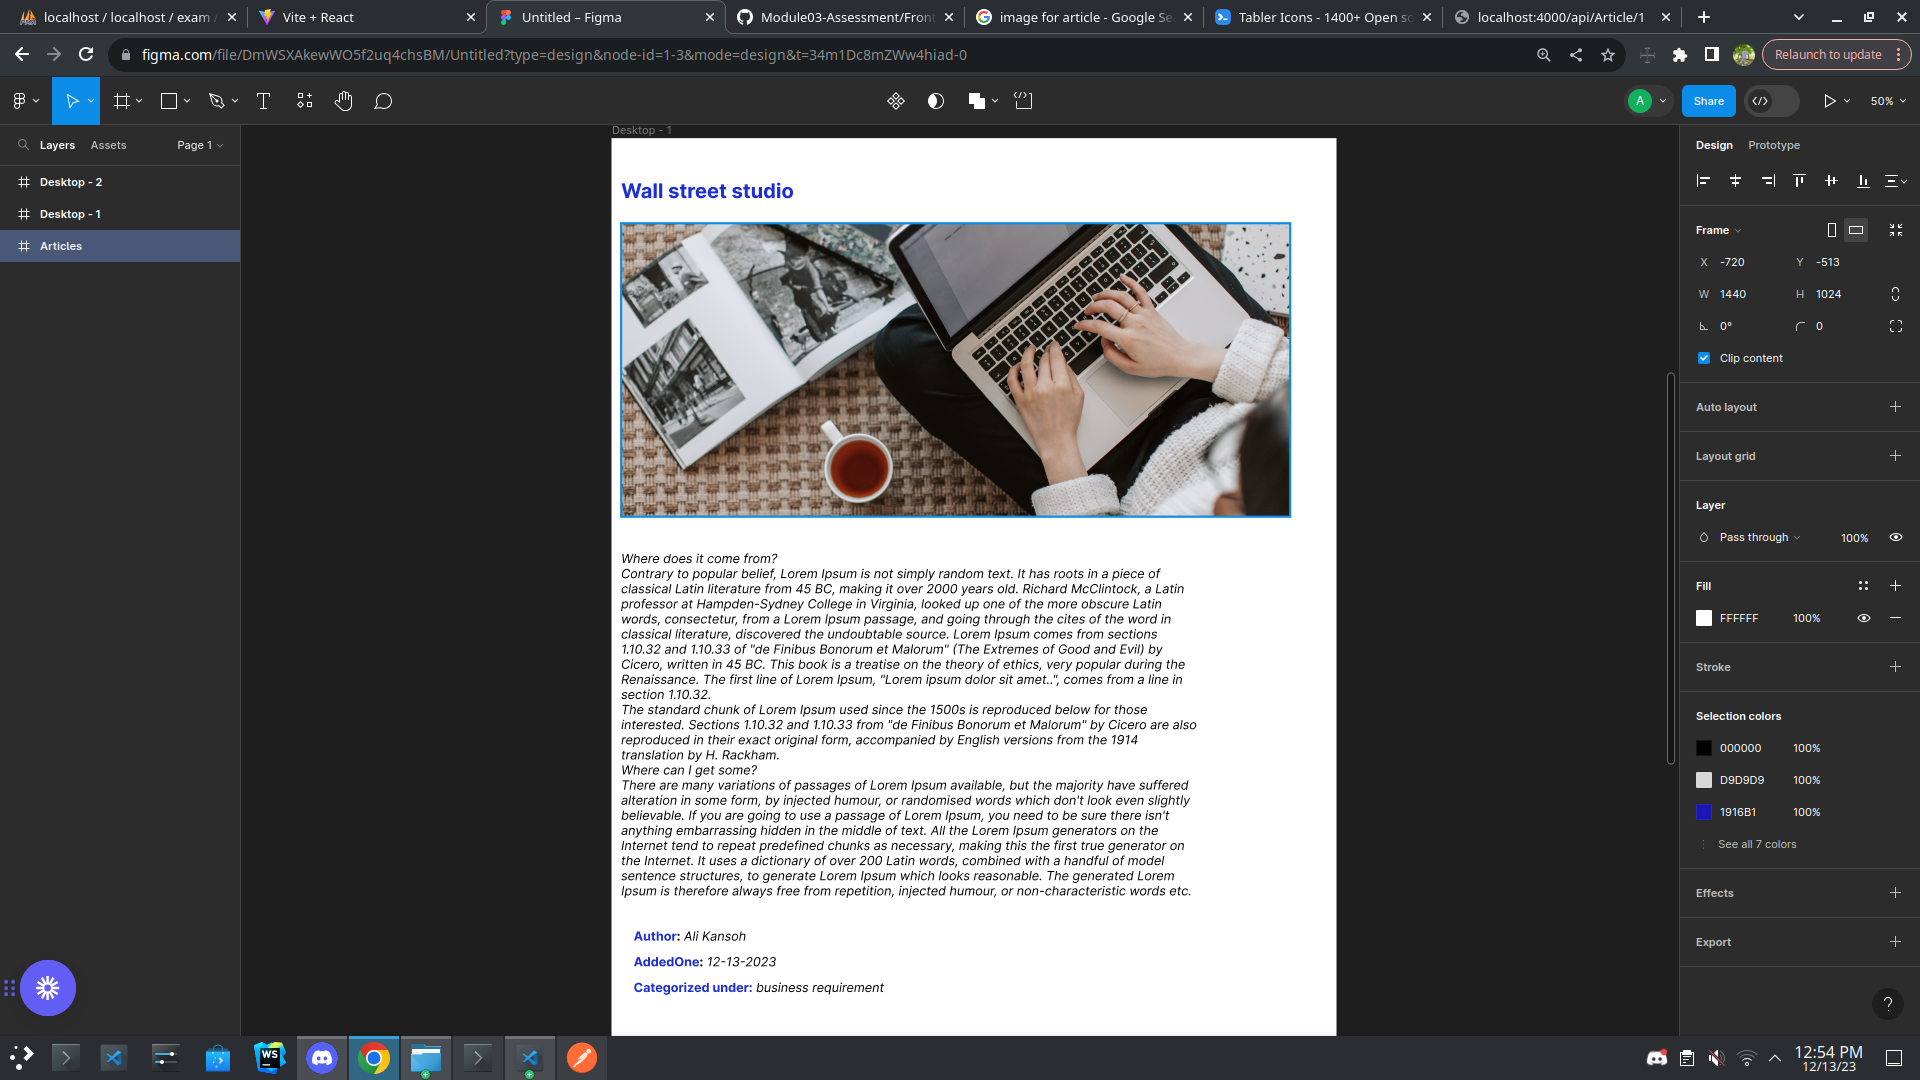 localhost / localhost / exam /
Vite + React
Untitled – Figma
Module03-Assessment/Front
image for article - Google Se
Tabler Icons - 1400+ Open so
localhost:4000/api/Article/1
figma.com/file/DmWSXAkewWO5f2uq4chsBM/Untitled?type=design&node-id=1-3&mode=design&t=34m1Dc8mZWw4hiad-0
Relaunch to update
A
Share
50%
Layers
Assets
Page 1
Desktop - 2
Desktop - 1
Articles
Desktop - 1
Wall street studio
Where does it come from?
Contrary to popular belief, Lorem Ipsum is not simply random text. It has roots in a piece of
classical Latin literature from 45 BC, making it over 2000 years old. Richard McClintock, a Latin
professor at Hampden-Sydney College in Virginia, looked up one of the more obscure Latin
words, consectetur, from a Lorem Ipsum passage, and going through the cites of the word in
classical literature, discovered the undoubtable source. Lorem Ipsum comes from sections
1.10.32 and 1.10.33 of "de Finibus Bonorum et Malorum" (The Extremes of Good and Evil) by
Cicero, written in 45 BC. This book is a treatise on the theory of ethics, very popular during the
Renaissance. The first line of Lorem Ipsum, "Lorem ipsum dolor sit amet..", comes from a line in
section 1.10.32.
The standard chunk of Lorem Ipsum used since the 1500s is reproduced below for those
interested. Sections 1.10.32 and 1.10.33 from "de Finibus Bonorum et Malorum" by Cicero are also
reproduced in their exact original form, accompanied by English versions from the 1914
translation by H. Rackham.
Where can I get some?
There are many variations of passages of Lorem Ipsum available, but the majority have suffered
alteration in some form, by injected humour, or randomised words which don't look even slightly
believable. If you are going to use a passage of Lorem Ipsum, you need to be sure there isn't
anything embarrassing hidden in the middle of text. All the Lorem Ipsum generators on the
Internet tend to repeat predefined chunks as necessary, making this the first true generator on
the Internet. It uses a dictionary of over 200 Latin words, combined with a handful of model
sentence structures, to generate Lorem Ipsum which looks reasonable. The generated Lorem
Ipsum is therefore always free from repetition, injected humour, or non-characteristic words etc.
Author: Ali Kansoh
AddedOne: 12-13-2023
Categorized under: business requirement
Design
Prototype
Frame
X -720
Y -513
W 1440
H 1024
0°
0
Clip content
Auto layout
Layout grid
Layer
Pass through
100%
Fill
FFFFFF
100%
Stroke
Selection colors
000000
100%
D9D9D9
100%
1916B1
100%
See all 7 colors
Effects
Export
?
WS
12:54 PM
12/13/23